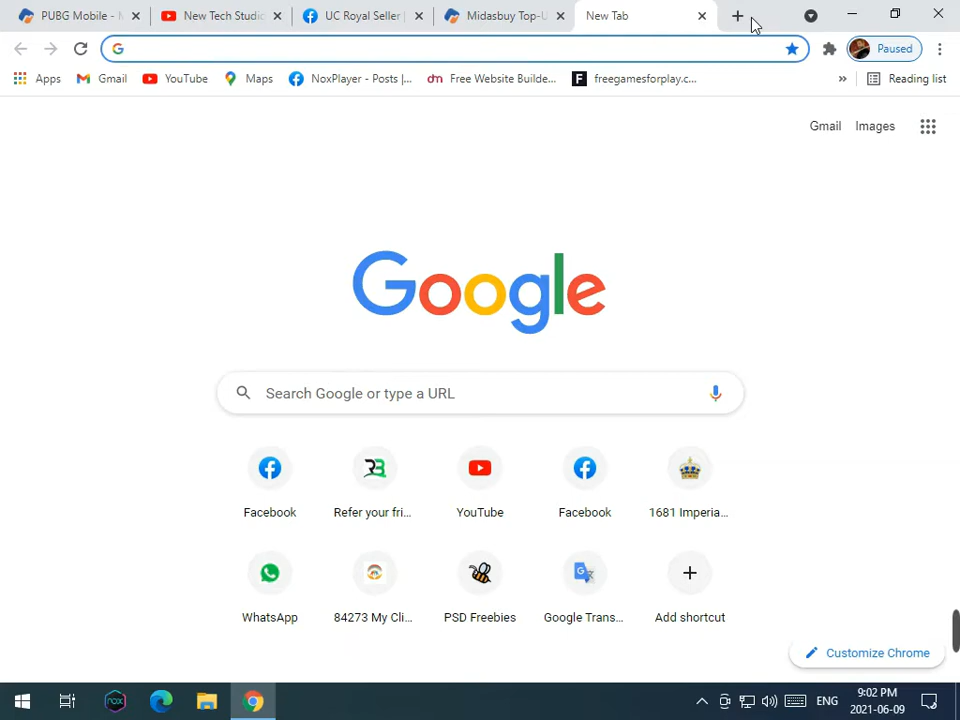 PUBG Mobile - M
New Tech Studio
UC Royal Seller |
Midasbuy Top-U
New Tab
Paused
Apps
Gmail
YouTube
Maps
NoxPlayer - Posts |...
Free Website Builde...
freegamesforplay.c...
Reading list
Gmail
Images
Google
Search Google or type a URL
Facebook
Refer your fri...
YouTube
Facebook
1681 Imperia...
WhatsApp
84273 My Cli...
PSD Freebies
Google Trans...
Add shortcut
Customize Chrome
nox
ENG
9:02 PM
2021-06-09